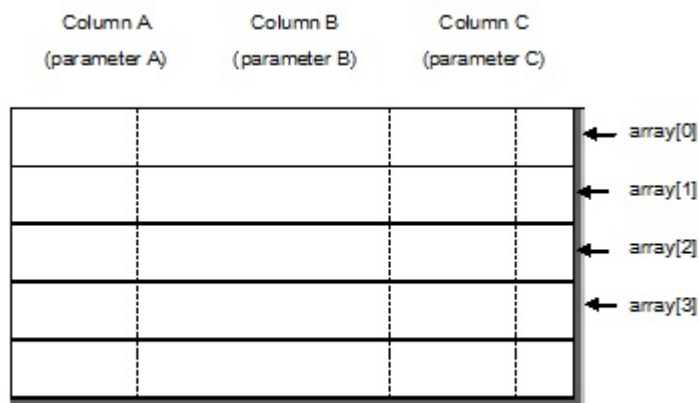 Column A Column B Column C
(parameter A) (parameter B) (parameter C)
array[0]
array[1]
array[2]
array[3]